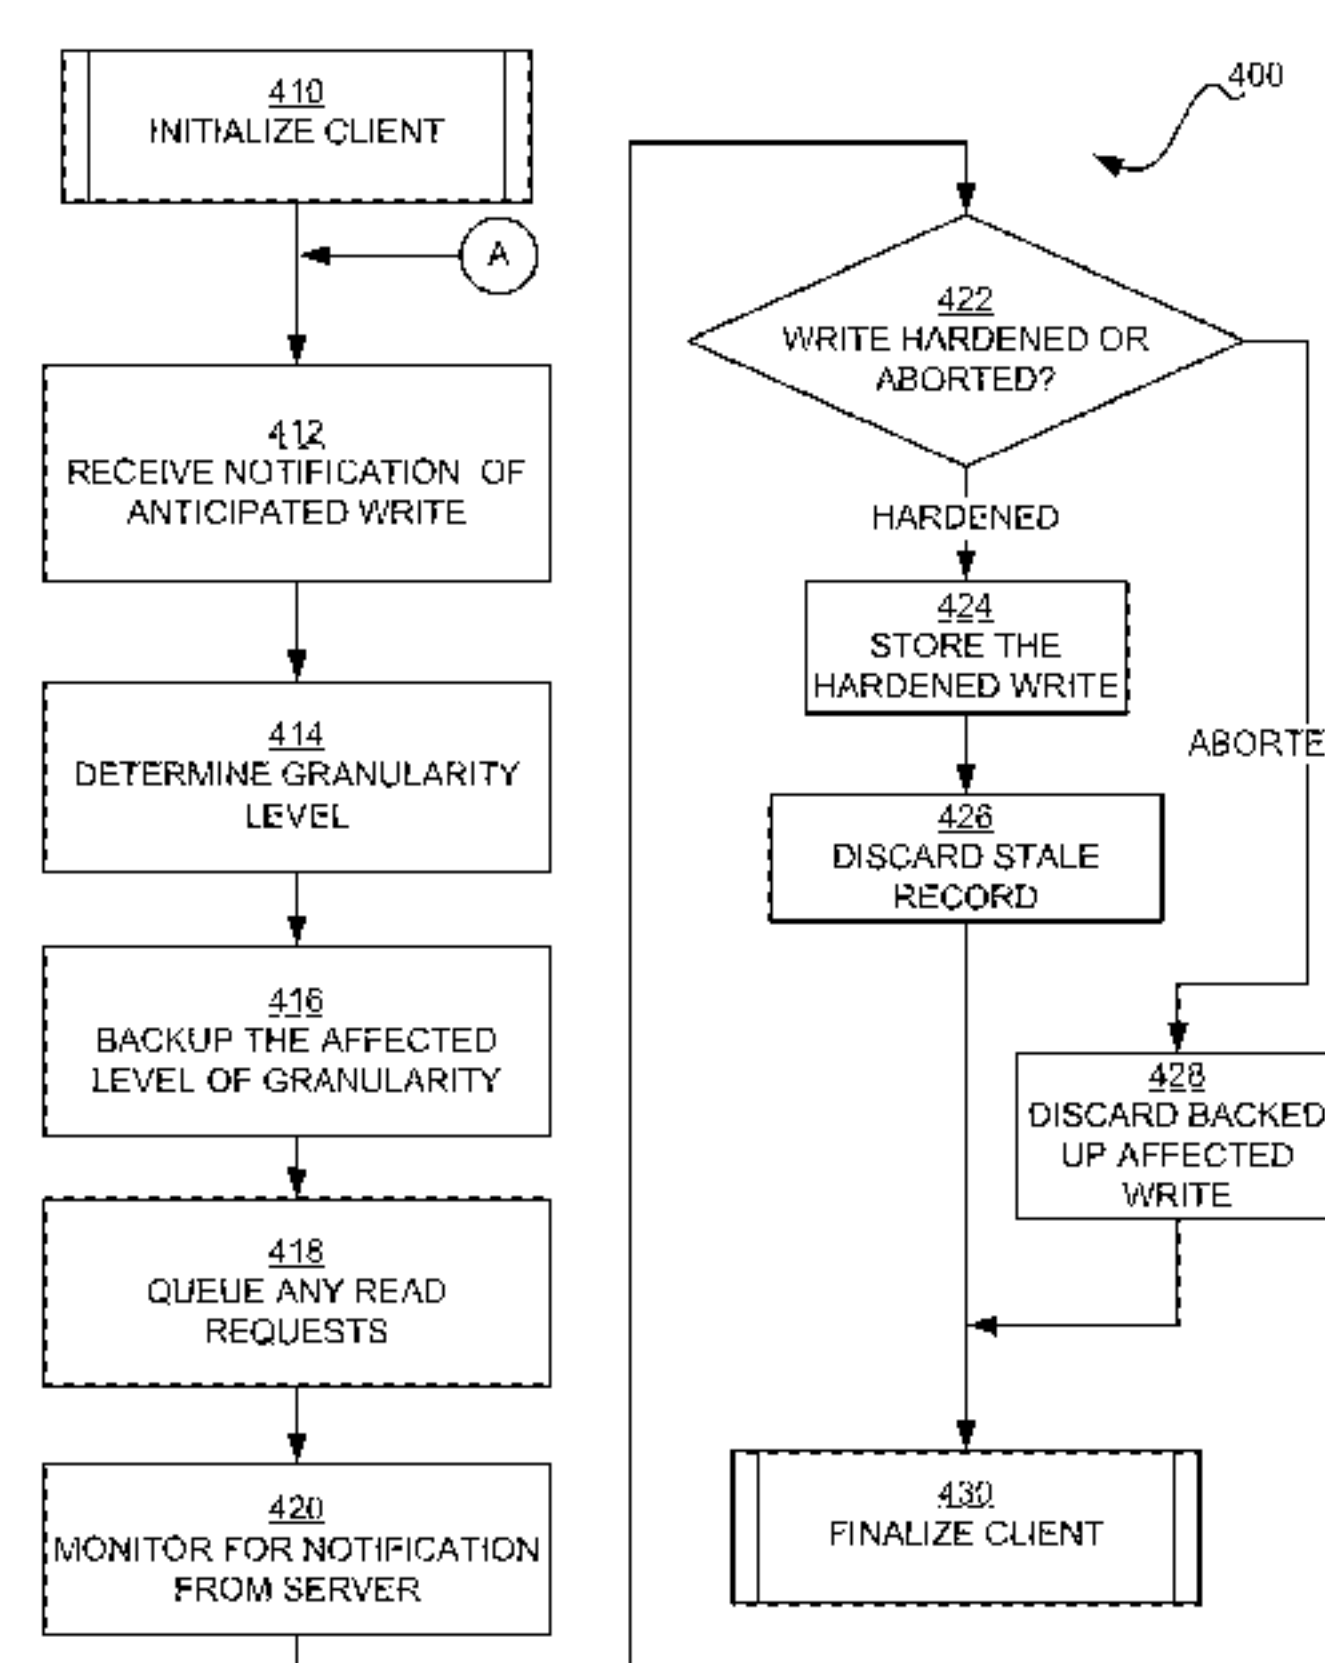 410
INITIALIZE CLIENT
A
412
RECEIVE NOTIFICATION OF
ANTICIPATED WRITE
414
DETERMINE GRANULARITY
LEVEL
416
BACKUP THE AFFECTED
LEVEL OF GRANULARITY
418
QUEUE ANY READ
REQUESTS
420
MONITOR FOR NOTIFICATION
FROM SERVER
400
422
WRITE HARDENED OR
ABORTED?
HARDENED
424
STORE THE
HARDENED WRITE
ABORTE
426
DISCARD STALE
RECORD
428
DISCARD BACKED
UP AFFECTED
WRITE
430
FINALIZE CLIENT